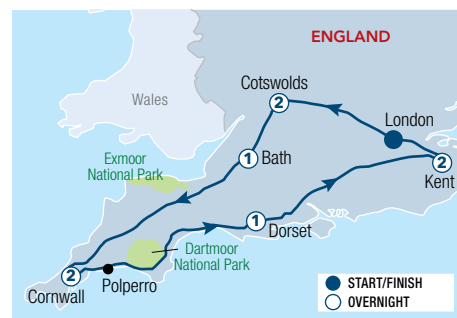 ENGLAND
Cotswolds
2
Wales
London
Exmoor
National Park
1
Bath
2
Kent
1
Dorset
Dartmoor
National Park
2
Cornwall
Polperro
START/FINISH
OVERNIGHT